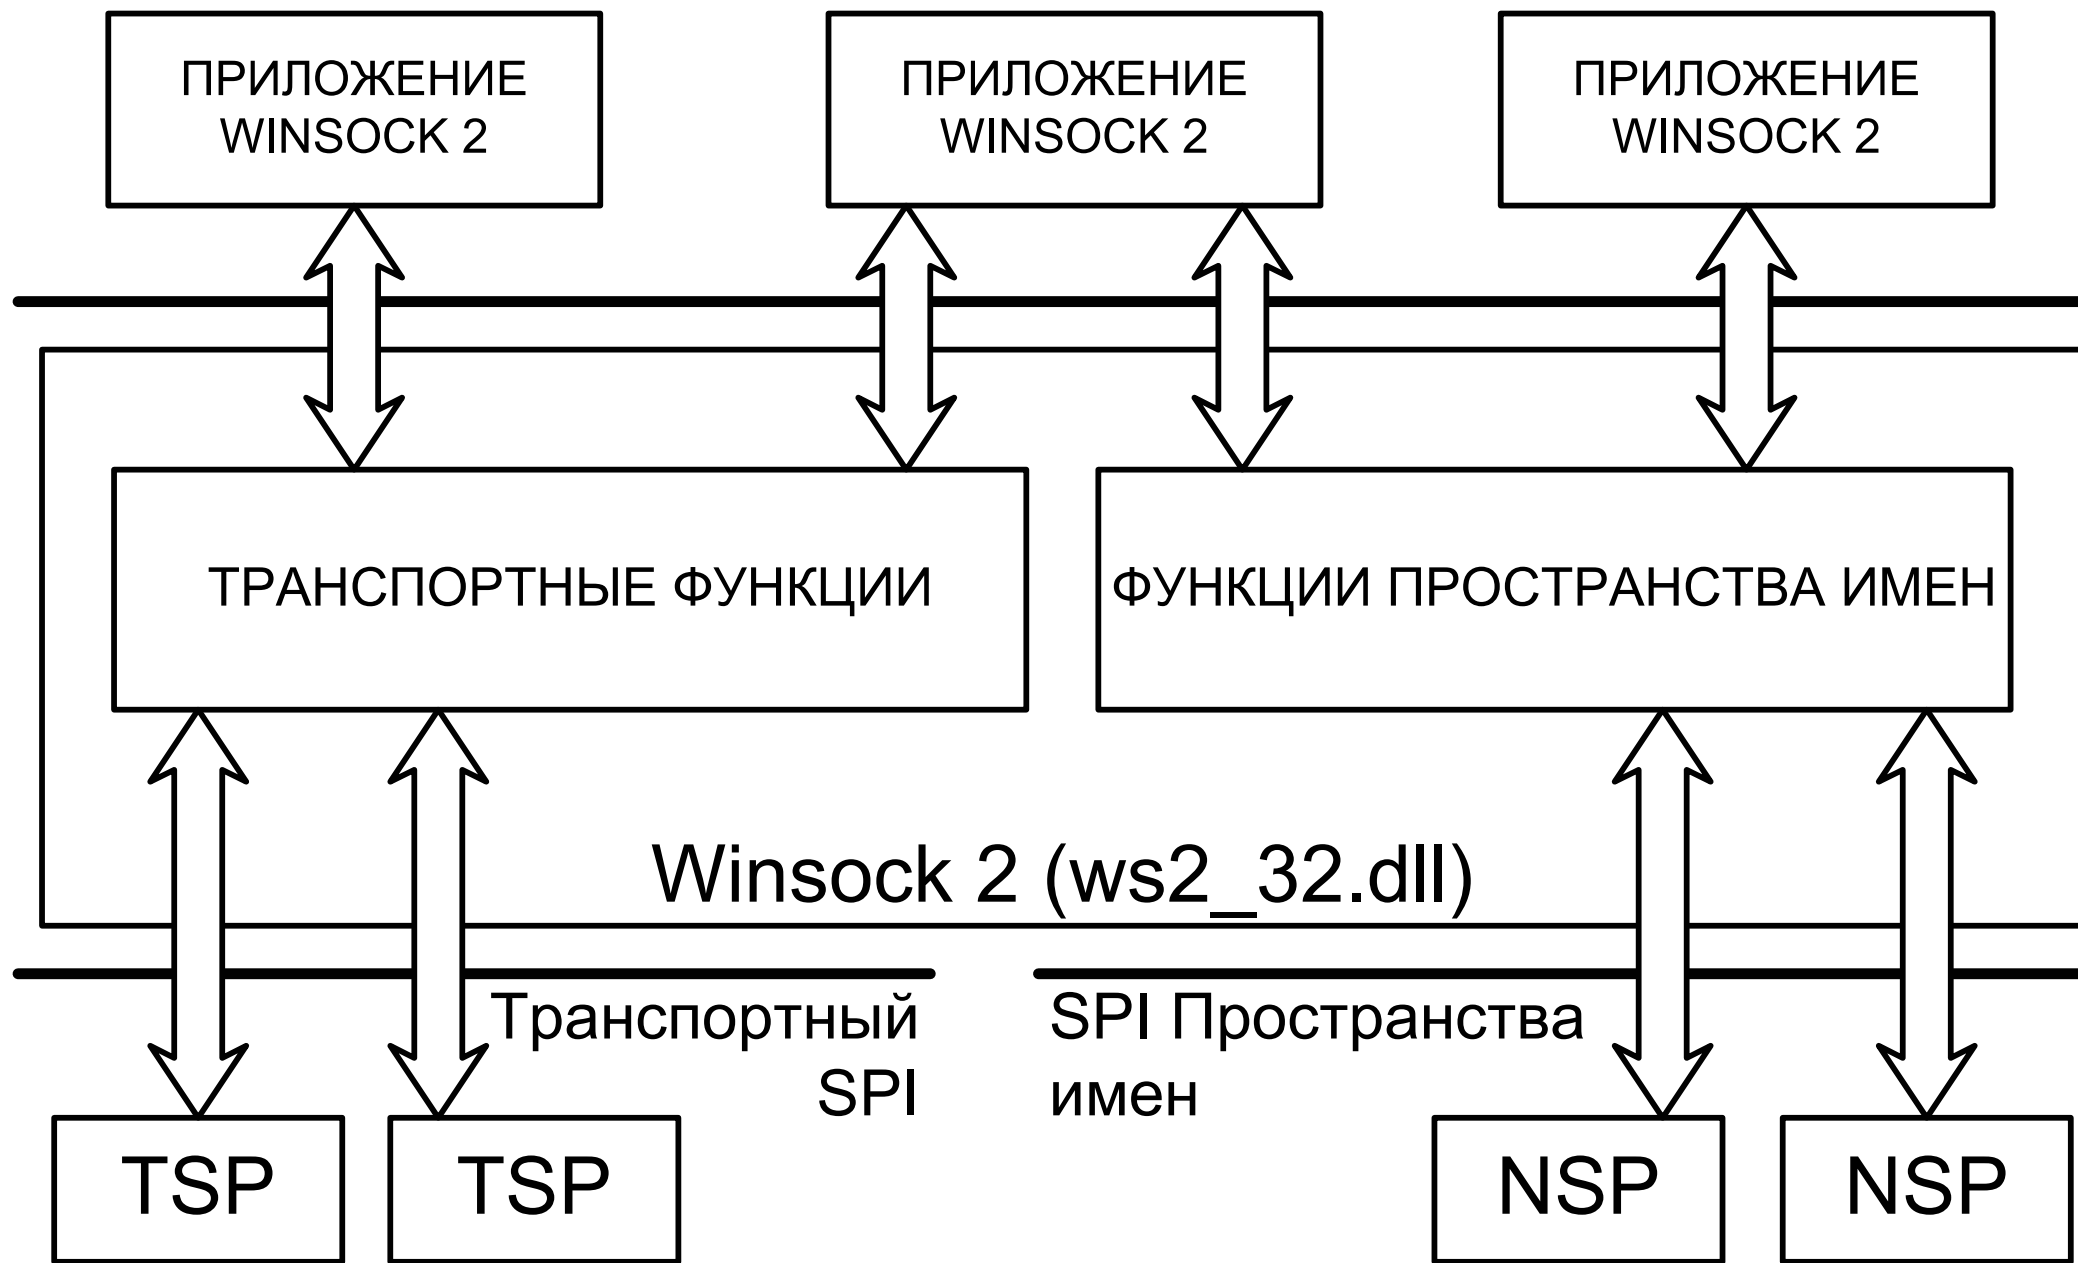 ПРИЛОЖЕНИЕ
WINSOCK 2
ПРИЛОЖЕНИЕ
WINSOCK 2
ПРИЛОЖЕНИЕ
WINSOCK 2
ТРАНСПОРТНЫЕ ФУНКЦИИ
ФУНКЦИИ ПРОСТРАНСТВА ИМЕН
Winsock 2 (ws2_32.dll)
Транспортный
SPI
SPI Пространства
имен
TSP
TSP
NSP
NSP